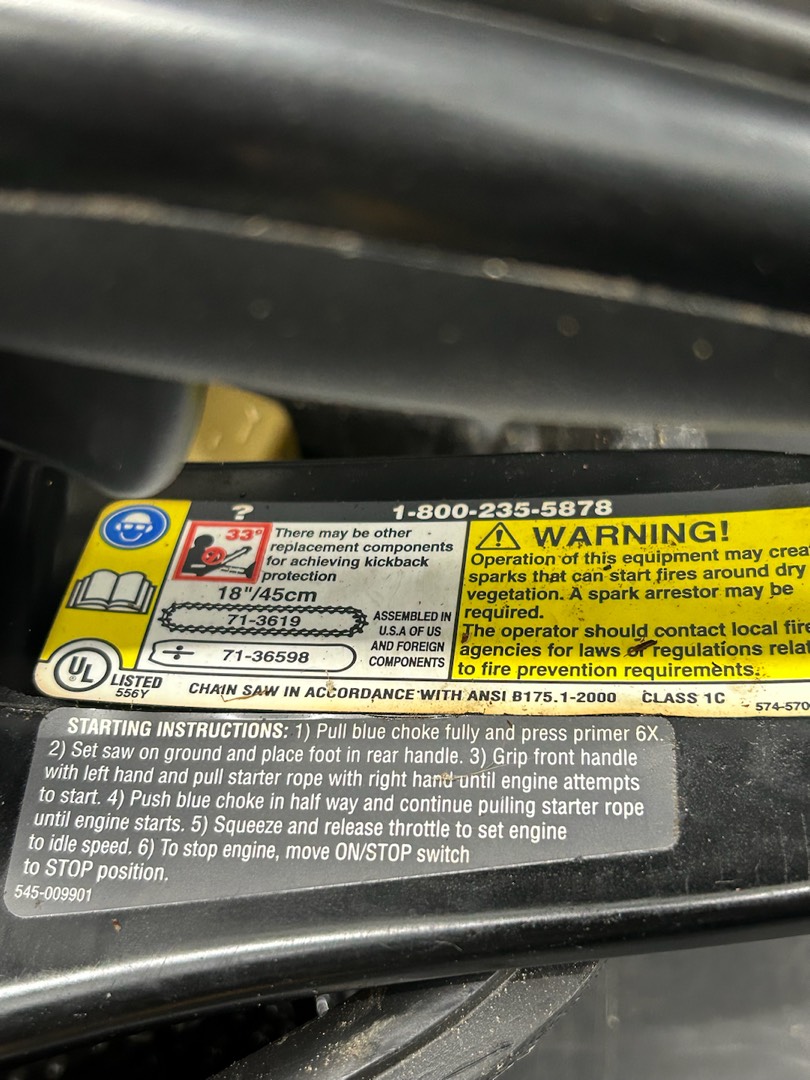 ? 1-800-235-5878
33°
There may be other
replacement components
for achieving kickback
protection
18"/45cm
71-3619
71-36598
ASSEMBLED IN
U.S.A OF US
AND FOREIGN
COMPONENTS
WARNING!
Operation of this equipment may crea
sparks that can start fires around dry
vegetation. A spark arrestor may be
required.
The operator should contact local fire
agencies for laws or regulations relat
to fire prevention requirements.
UL
®
LISTED
556Y
CHAIN SAW IN ACCORDANCE WITH ANSI B175.1-2000 CLASS 1C
574-570
STARTING INSTRUCTIONS: 1) Pull blue choke fully and press primer 6X.
2) Set saw on ground and place foot in rear handle. 3) Grip front handle
with left hand and pull starter rope with right hand until engine attempts
to start. 4) Push blue choke in half way and continue pulling starter rope
until engine starts. 5) Squeeze and release throttle to set engine
to idle speed. 6) To stop engine, move ON/STOP switch
to STOP position.
545-009901